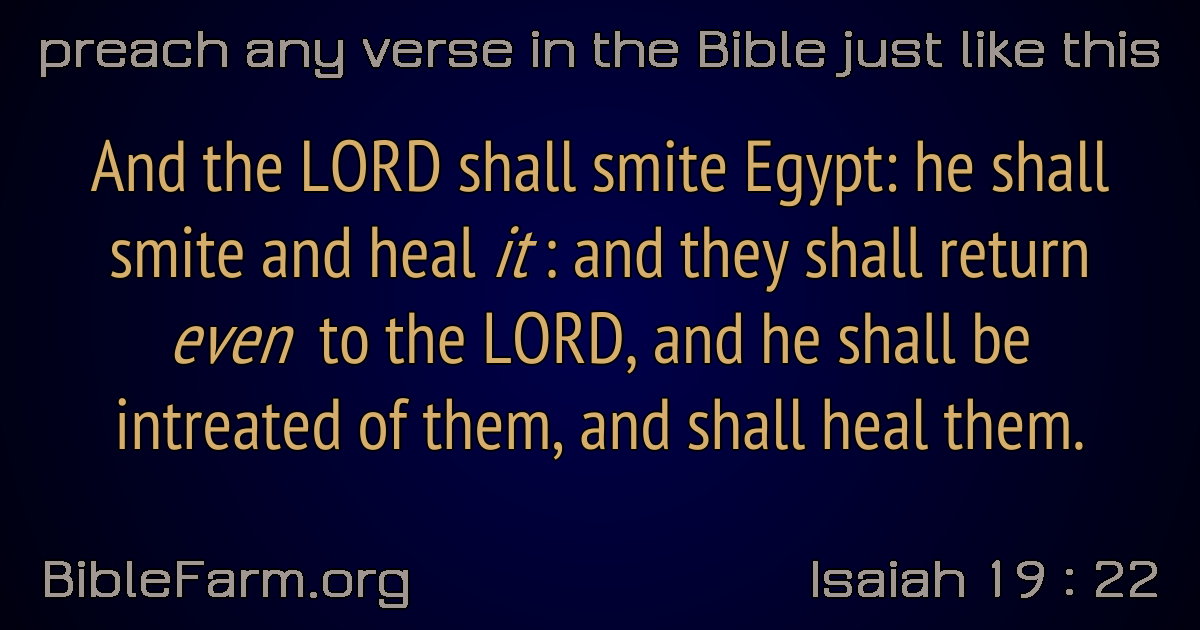 preach any verse in the Bible just like this
And the LORD shall smite Egypt: he shall
smite and heal it : and they shall return
even to the LORD, and he shall be
intreated of them, and shall heal them.
BibleFarm.org
Isaiah 19 : 22